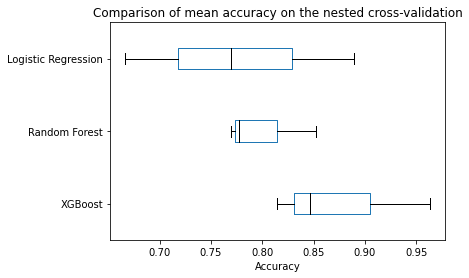 Comparison of mean accuracy on the nested cross-validation
Logistic Regression
Random Forest
XGBoost
0.70 0.75 0.80 0.85 0.90 0.95
Accuracy